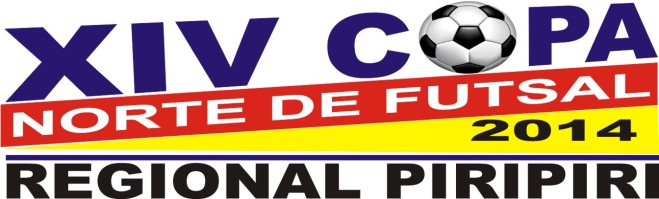 XIV COPA
NORTE DE FUTSAL
2014
REGIONAL PIRIPIRI